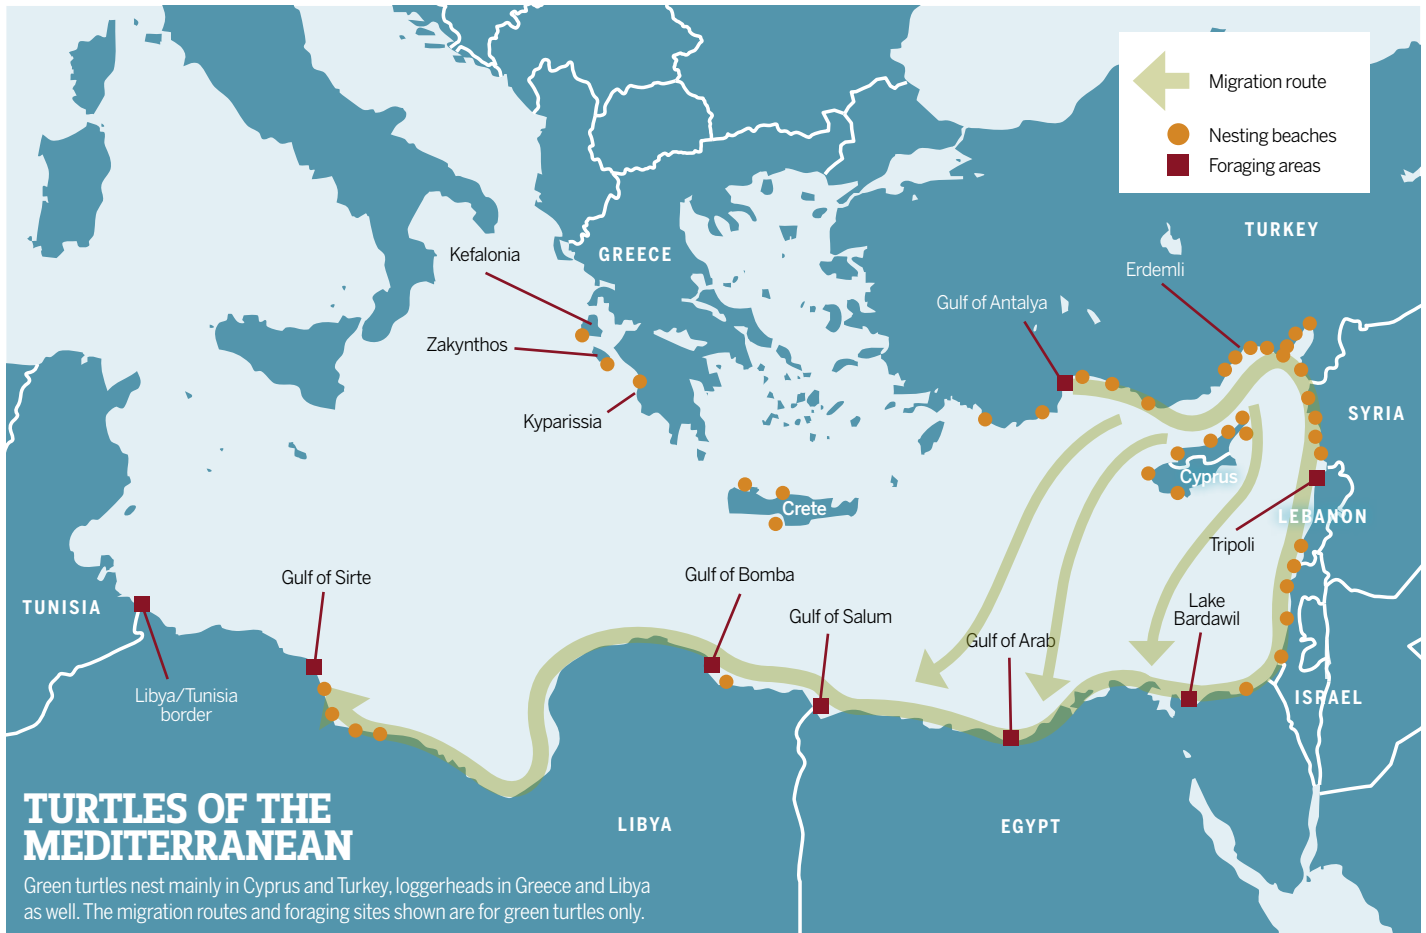 Migration route
Nesting beaches
Foraging areas
TURKEY
Erdemli
Kefalonia
GREECE
Gulf of Antalya
Zakynthos
Kyparissia
SYRIA
Cyprus
Crete
LEBANON
Tripoli
Gulf of Sirte
Gulf of Bomba
Gulf of Salum
Lake
Bardawil
Gulf of Arab
TUNISIA
Libya/Tunisia
border
ISRAEL
LIBYA
EGYPT
TURTLES OF THE
MEDITERRANEAN
Green turtles nest mainly in Cyprus and Turkey, loggerheads in Greece and Libya
as well. The migration routes and foraging sites shown are for green turtles only.